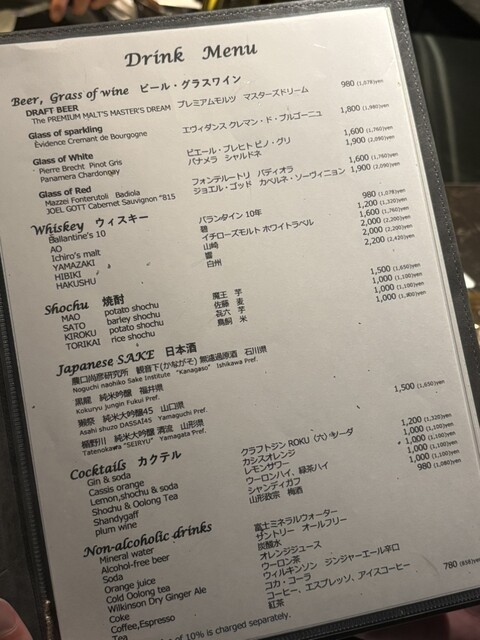 Drink Menu
Beer, Grass of wine ビール・グラスワイン
DRAFT BEER
The PREMIUM MALT'S MASTER'S DREAM プレミアムモルツ マスターズドリーム 980 (1,078)yen
Glass of sparkling
Evidence Cremant de Bourgogne エヴィダンス クレマン・ド・ブルゴーニュ 1,800 (1,980)yen
Glass of White
Pierre Brecht Pinot Gris ピエール・ブレヒト ピノ・グリ 1,600 (1,760)yen
Panamera Chardonnay パナメラ シャルドネ 1,900 (2,090)yen
Glass of Red
Mazzei Fonterutoli Badiola フォンテルートリ バディオラ 1,600 (1,760)yen
JOEL GOTT Cabernet Sauvignon "815 ジョエル・ゴッド カベルネ・ソーヴィニョン 1,900 (2,090)yen
Whiskey ウィスキー
Ballantine's 10 バランタイン 10年 980 (1,078)yen
AO 碧 1,200 (1,320)yen
Ichiro's malt イチローズモルト ホワイトラベル 1,600 (1,760)yen
YAMAZAKI 山崎 2,000 (2,200)yen
HIBIKI 響 2,000 (2,200)yen
HAKUSHU 白州 2,200 (2,420)yen
Shochu 焼酎
MAO potato shochu 魔王 芋 1,500 (1,650)yen
SATO barley shochu 佐藤 麦 1,000 (1,100)yen
KIROKU potato shochu 㐂六 芋 1,000 (1,100)yen
TORIKAI rice shochu 鳥飼 米 1,000 (1,100)yen
Japanese SAKE 日本酒
農口尚彦研究所 観音下(かながそ) 無濾過原酒 石川県
Noguchi naohiko Sake Institute "Kanagaso" Ishikawa Pref.
黒龍 純米吟醸 福井県
Kokuryu jungin Fukui Pref.
獺祭 純米大吟醸45 山口県
Asahi shuzo DASSAI45 Yamaguchi Pref.
楯野川 純米大吟醸 清流 山形県
Tatenokawa "SEIRYU" Yamagata Pref.
1,500 (1,650)yen
Cocktails カクテル
Gin & soda クラフトジン ROKU (六) ソーダ 1,200 (1,320)yen
Cassis orange カシスオレンジ 1,000 (1,100)yen
Lemon,shochu & soda レモンサワー 1,000 (1,100)yen
Shochu & Oolong Tea ウーロンハイ、緑茶ハイ 1,000 (1,100)yen
Shandygaff シャンディガフ 1,000 (1,100)yen
plum wine 山形政宗 梅酒 980 (1,080)yen
Non-alcoholic drinks
Mineral water 富士ミネラルウォーター
Alcohol-free beer サントリー オールフリー
Soda 炭酸水
Orange juice オレンジジュース
Cold Oolong tea ウーロン茶
Wilkinson Dry Ginger Ale ウィルキンソン ジンジャーエール辛口
Coke コカ・コーラ
Coffee,Espresso コーヒー、エスプレッソ、アイスコーヒー
Tea 紅茶
780 (858)yen
of 10% is charged separately.